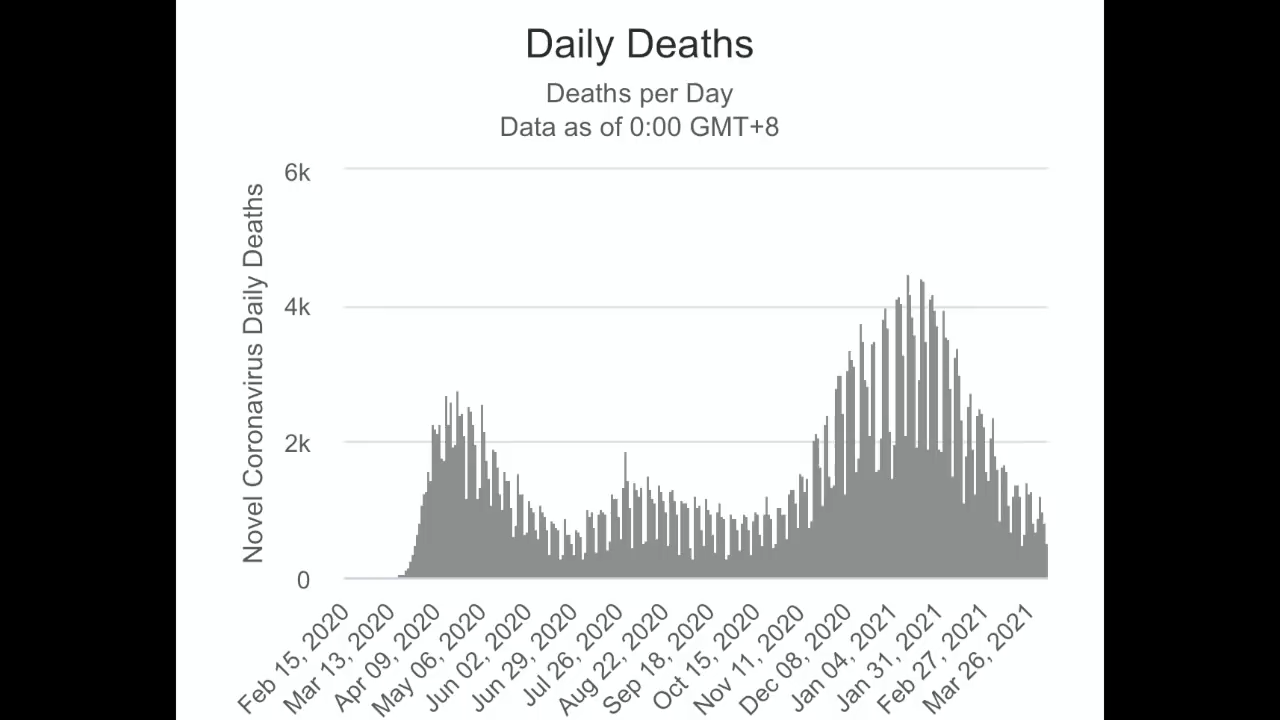 Daily Deaths
Deaths per Day
Data as of 0:00 GMT+8
Novel Coronavirus Daily Deaths
6k
4k
2k
0
Feb 15, 2020
Mar 13, 2020
Apr 09, 2020
May 06, 2020
Jun 02, 2020
Jun 29, 2020
Jul 26, 2020
Aug 22, 2020
Sep 18, 2020
Oct 15, 2020
Nov 11, 2020
Dec 08, 2020
Jan 04, 2021
Jan 31, 2021
Feb 27, 2021
Mar 26, 2021